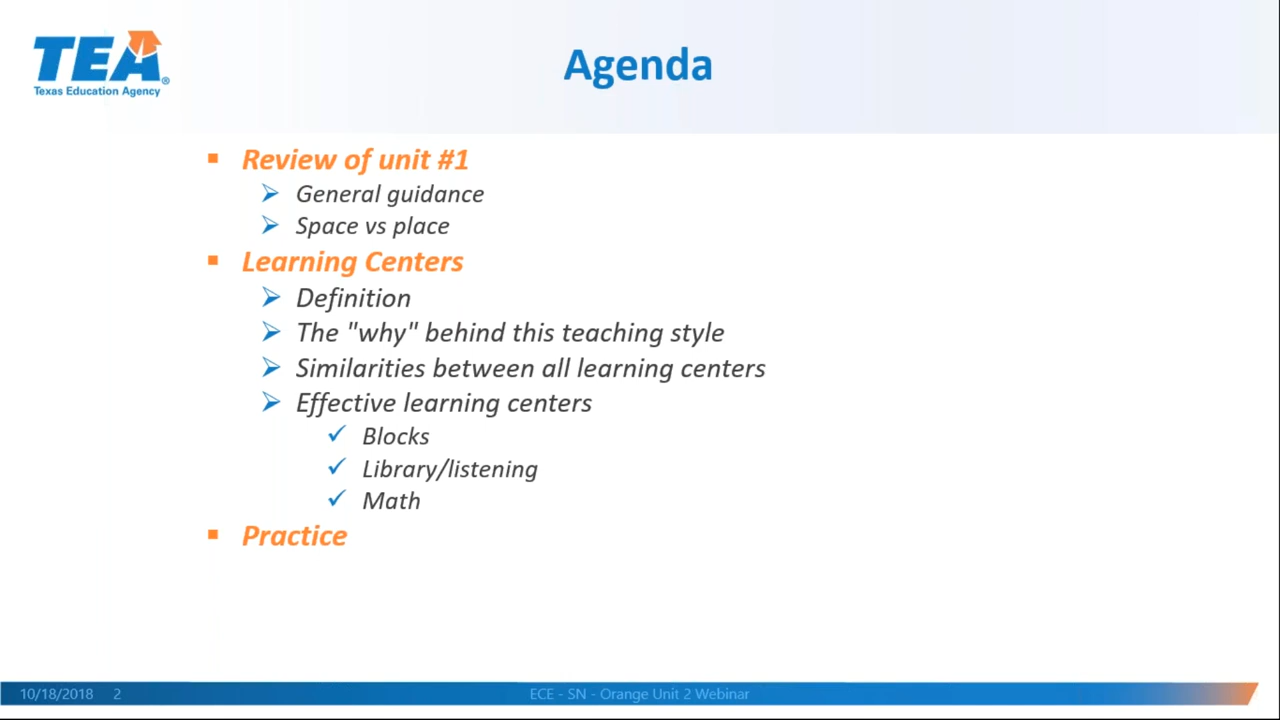 TEA®
Texas Education Agency
Agenda
Review of unit #1
General guidance
Space vs place
Learning Centers
Definition
The "why" behind this teaching style
Similarities between all learning centers
Effective learning centers
Blocks
Library/listening
Math
Practice
10/18/2018 2 ECE - SN - Orange Unit 2 Webinar